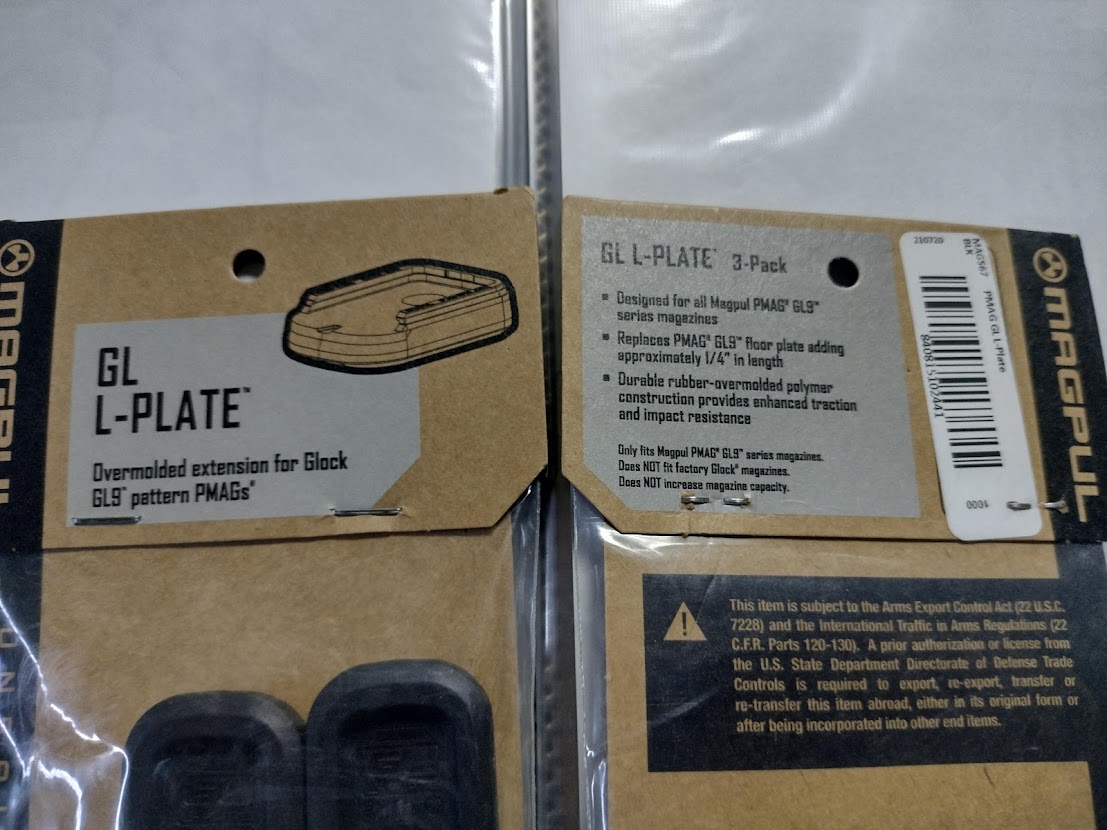 MAGPUL
GL
L-PLATE™
Overmolded extension for Glock
GL9™ pattern PMAGs®
GL L-PLATE™ 3-Pack
Designed for all Magpul PMAG® GL9™
series magazines
Replaces PMAG® GL9™ floor plate adding
approximately 1/4" in length
Durable rubber-overmolded polymer
construction provides enhanced traction
and impact resistance
Only fits Magpul PMAG® GL9™ series magazines.
Does NOT fit factory Glock® magazines.
Does NOT increase magazine capacity.
210720
MAG567 PMAG GL L-Plate
BLK
840815102441
1000
MAGPUL
This item is subject to the Arms Export Control Act (22 U.S.C.
7228) and the International Traffic in Arms Regulations (22
C.F.R. Parts 120-130). A prior authorization or license from
the U.S. State Department Directorate of Defense Trade
Controls is required to export, re-export, transfer or
re-transfer this item abroad, either in its original form or
after being incorporated into other end items.